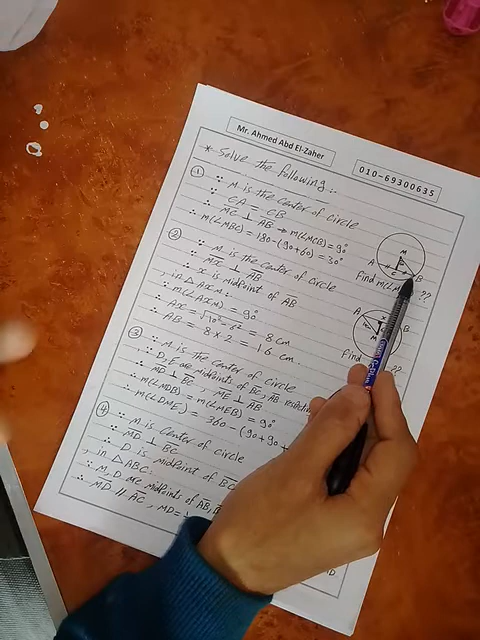 Mr. Ahmed Abd El-Zaher
010-69300635
* Solve the following :-
① ∵ M is the center of circle
∵ CA = CB
∴ MC ⊥ AB → m(∠MCB) = 90°
∴ m(∠MBC) = 180 - (90+60) = 30°
M
A
C
B
Find m(∠M ??
② ∵ M is the center of circle
∵ MX ⊥ AB
∴ X is midpoint of AB
, in △AXM:
∵ m(∠AXM) = 90°
∴ AX = √10² - 6² = 8 cm
∴ AB = 8 × 2 = 16 cm
A
X
B
M
Find ??
③ ∵ M is the center of circle
∵ D, E are midpoints of BC, AB
∴ MD ⊥ BC, ME ⊥ AB
∴ m(∠MDB) = m(∠MEB) = 90°
∴ m(∠DME) = 360 - (90+90+
④ ∵ M is Center of circle
∵ MD ⊥ BC
∴ D is midpoint of BC
, in △ABC:
∵ M, D are midpoints of AB,
∴ MD // AC, MD =